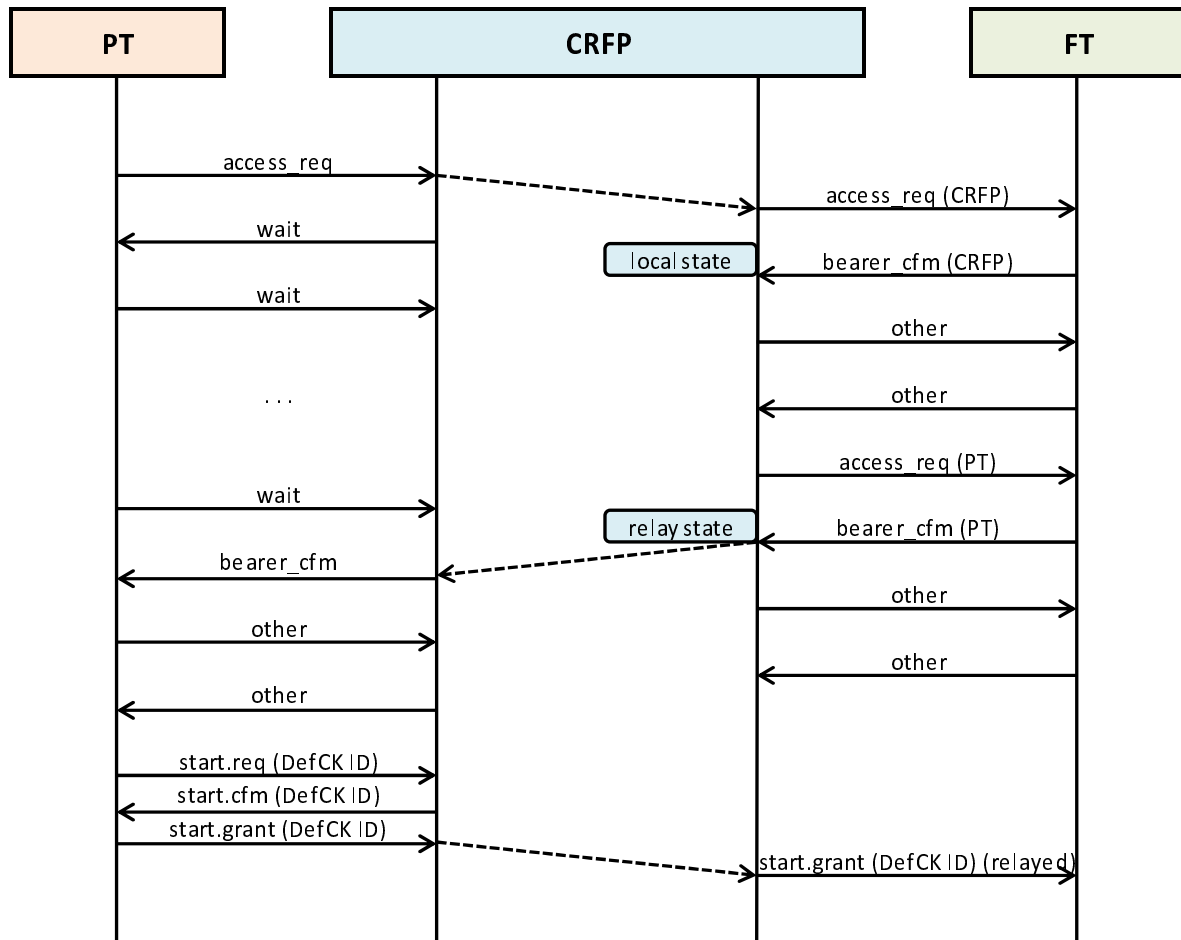 PT
CRFP
FT
access_req
access_req (CRFP)
wait
local state
bearer_cfm (CRFP)
wait
other
. . .
other
access_req (PT)
wait
relay state
bearer_cfm (PT)
bearer_cfm
other
other
other
other
start.req (DefCK ID)
start.cfm (DefCK ID)
start.grant (DefCK ID)
start.grant (DefCK ID) (relayed)